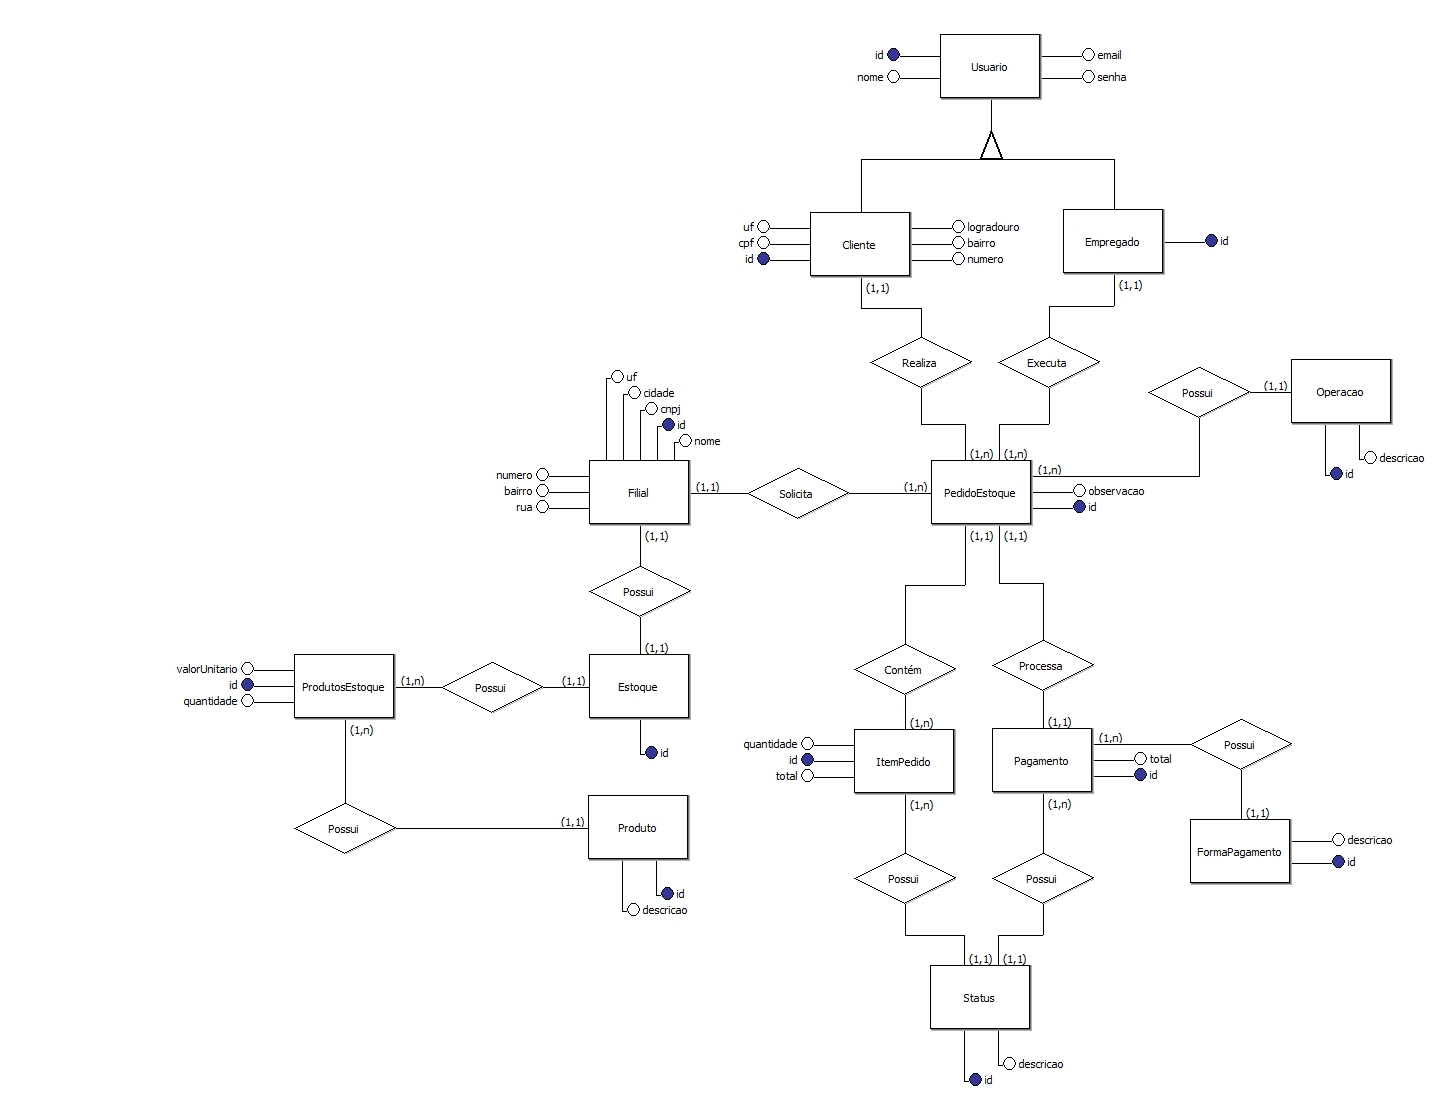 id
email
Usuario
nome
senha
uf
logradouro
cpf
Cliente
bairro
Empregado
id
id
numero
(1,1)
(1,1)
Realiza
Executa
uf
Possui
(1,1)
Operacao
cidade
cnpj
id
nome
(1,n)
(1,n)
descricao
numero
(1,n)
id
bairro
Filial
(1,1)
Solicita
(1,n)
PedidoEstoque
observacao
rua
id
(1,1)
(1,1)
(1,1)
Possui
(1,1)
valorUnitario
Contém
Processa
id
ProdutosEstoque
(1,n)
Possui
(1,1)
Estoque
quantidade
(1,n)
(1,n)
(1,1)
id
quantidade
(1,n)
Possui
id
ItemPedido
Pagamento
total
total
id
(1,n)
(1,n)
(1,1)
Possui
(1,1)
Produto
descricao
FormaPagamento
id
id
descricao
Possui
Possui
(1,1)
(1,1)
Status
descricao
id